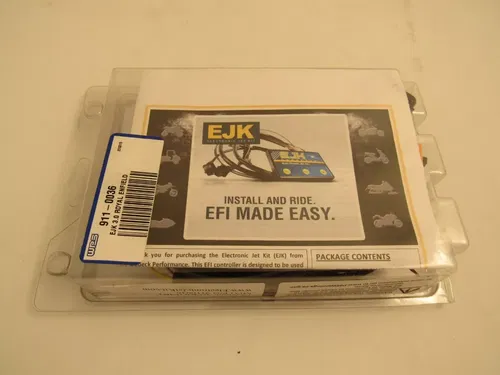 EJK
INSTALL AND RIDE.
EFI MADE EASY.
WPS
911-0036
EJK 3.0 ROYAL ENFIELD
k you for purchasing the Electronic Jet Kit (EJK) from
Performance. This EFI controller is designed to be used
PACKAGE CONTENTS